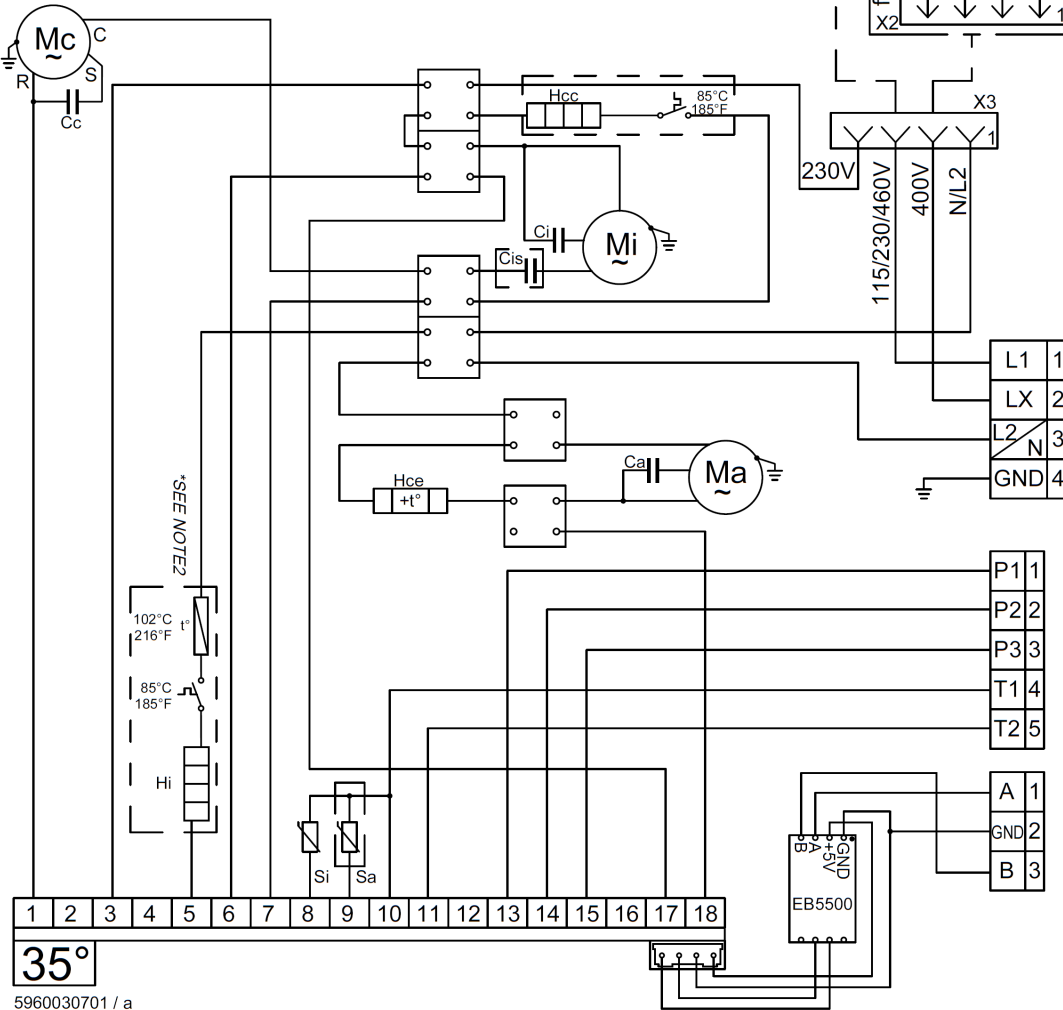 X2
1
Mc
~
C
R
S
Cc
Hcc
85°C
185°F
X3
1
230V
115/230/460V
400V
N/L2
Ci
Mi
~
Cis
L1 1
LX 2
L2 N 3
GND 4
Ca
Ma
~
Hce
+t°
*SEE NOTE2
102°C
216°F
t°
85°C
185°F
Hi
P1 1
P2 2
P3 3
T1 4
T2 5
Si
Sa
A 1
GND 2
B 3
B A +5V GND
EB5500
1 2 3 4 5 6 7 8 9 10 11 12 13 14 15 16 17 18
35°
5960030701 / a